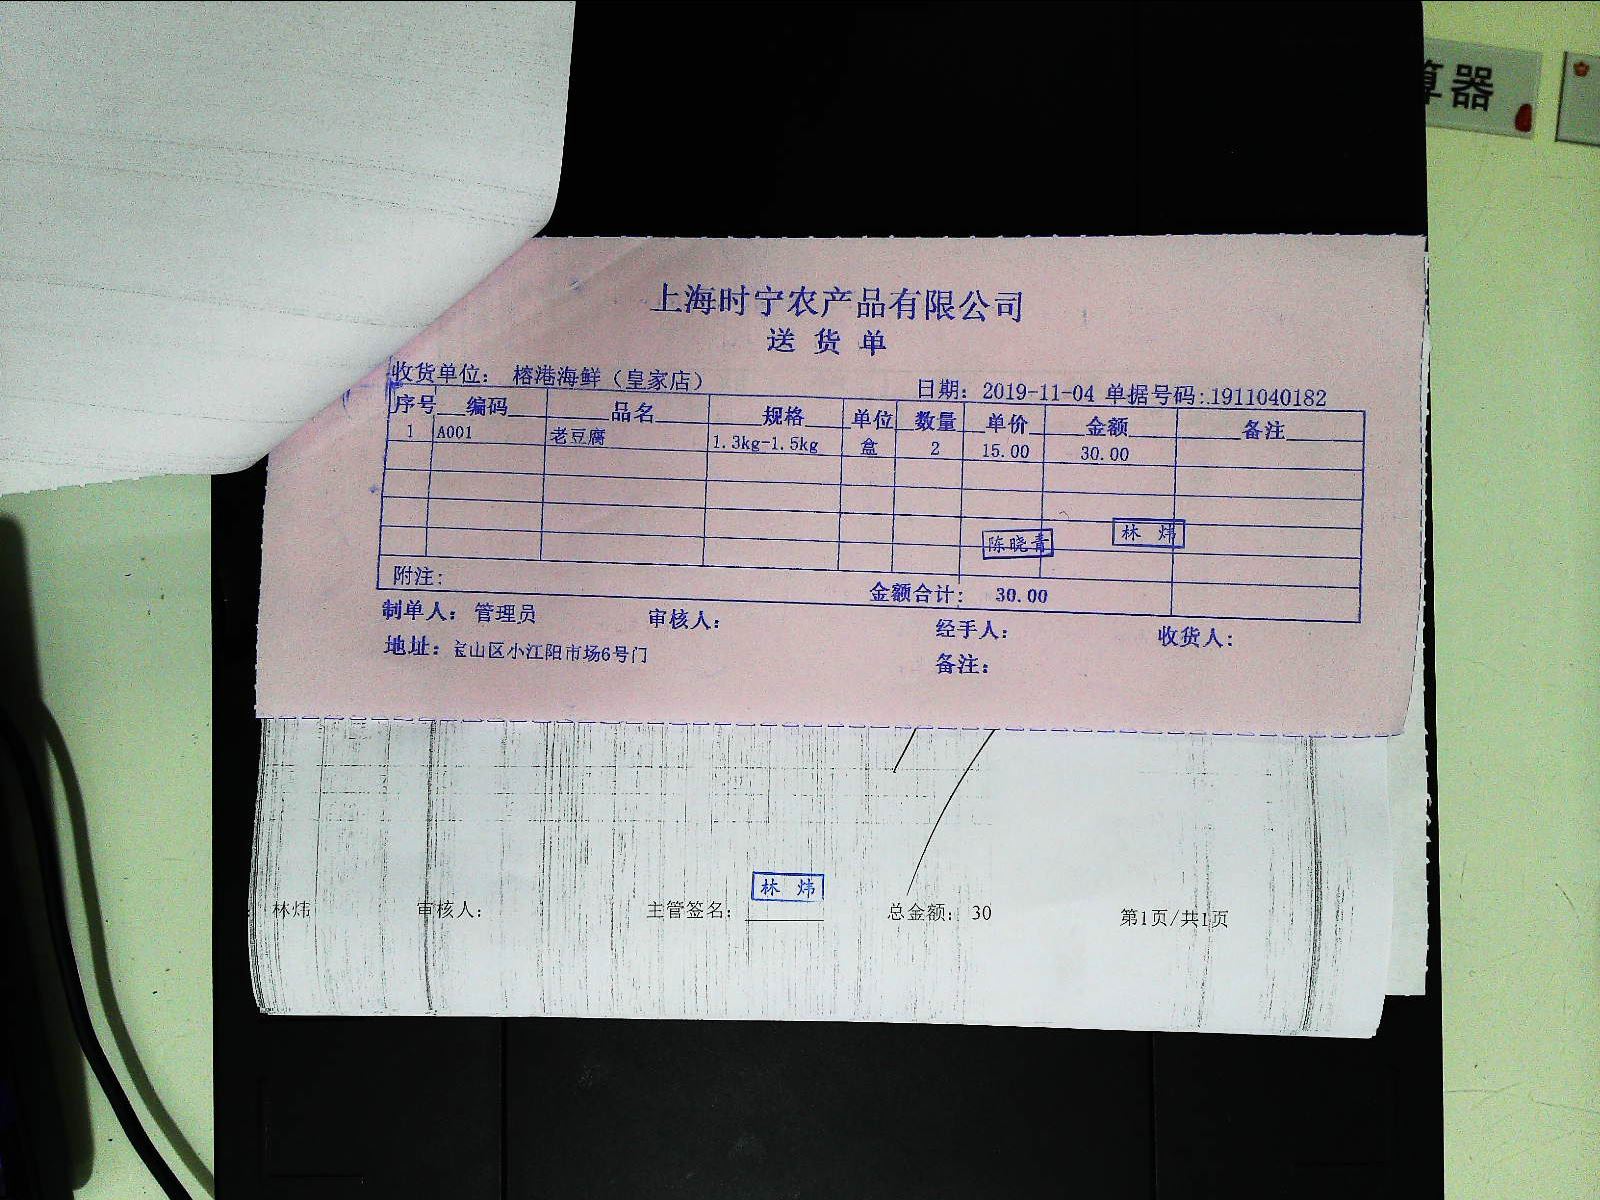 算器
上海时宁农产品有限公司
送货单
收货单位: 榕港海鲜(皇家店) 日期: 2019-11-04 单据号码:.1911040182
序号 编码 品名 规格 单位 数量 单价 金额 备注
1 A001 老豆腐 1.3kg-1.5kg 盒 2 15.00 30.00
陈晓青 林炜
附注: 金额合计: 30.00
制单人: 管理员 审核人: 经手人: 收货人:
地址: 宝山区小江阳市场6号门 备注:
林炜
: 林炜 审核人: 主管签名: 总金额: 30 第1页/共1页